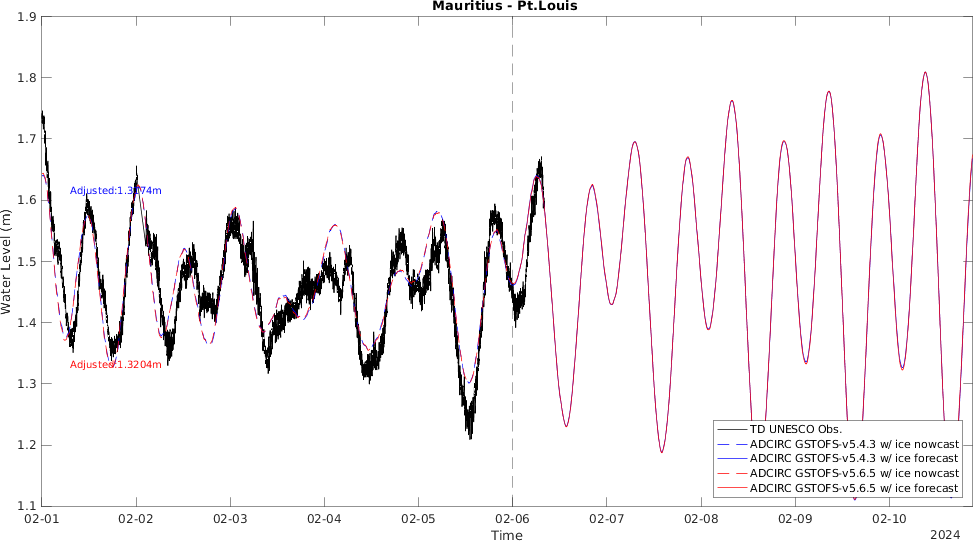 Mauritius - Pt.Louis
1.9
1.8
1.7
1.6
1.5
1.4
1.3
1.2
1.1
Water Level (m)
Adjusted:1.3174m
Adjusted:1.3204m
TD UNESCO Obs.
ADCIRC GSTOFS-v5.4.3 w/ ice nowcast
ADCIRC GSTOFS-v5.4.3 w/ ice forecast
ADCIRC GSTOFS-v5.6.5 w/ ice nowcast
ADCIRC GSTOFS-v5.6.5 w/ ice forecast
02-01 02-02 02-03 02-04 02-05 02-06 02-07 02-08 02-09 02-10
Time
2024